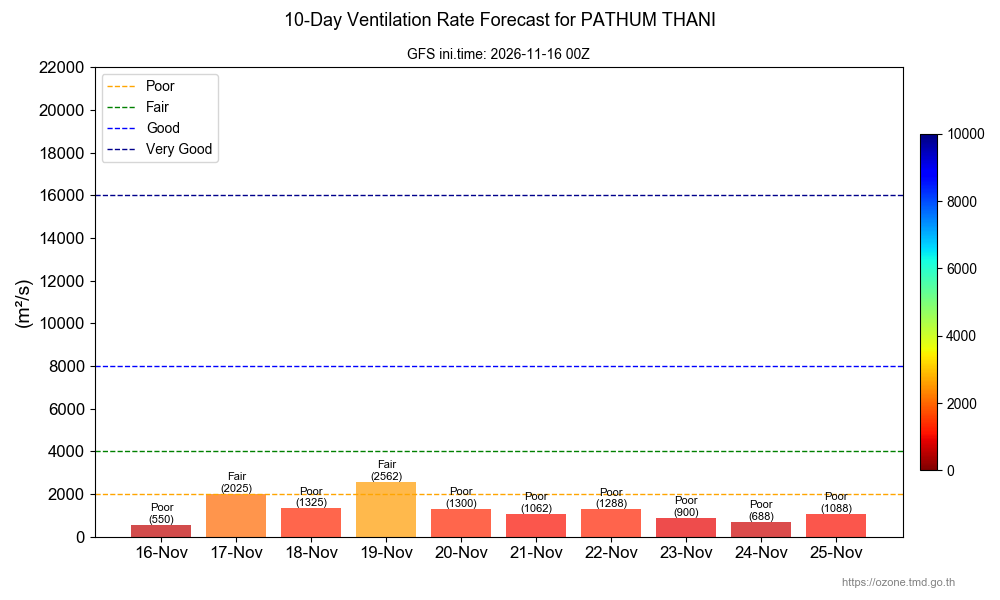 10-Day Ventilation Rate Forecast for PATHUM THANI
GFS ini.time: 2026-11-16 00Z
(m²/s)
22000
20000
18000
16000
14000
12000
10000
8000
6000
4000
2000
0
Poor
Fair
Good
Very Good
Poor
(550)
Fair
(2025)
Poor
(1325)
Fair
(2562)
Poor
(1300)
Poor
(1062)
Poor
(1288)
Poor
(900)
Poor
(688)
Poor
(1088)
16-Nov 17-Nov 18-Nov 19-Nov 20-Nov 21-Nov 22-Nov 23-Nov 24-Nov 25-Nov
10000
8000
6000
4000
2000
0
https://ozone.tmd.go.th